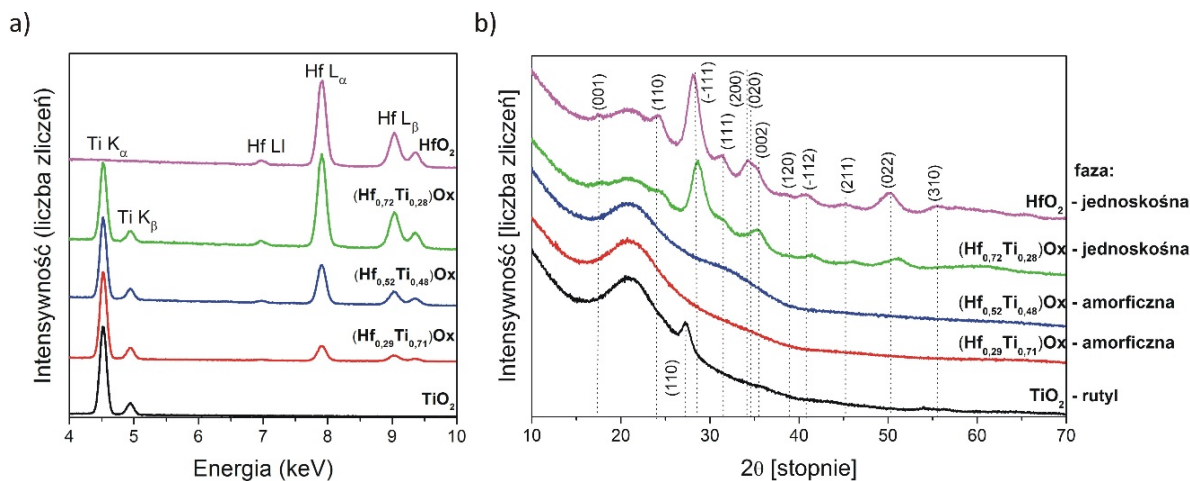 a)
Intensywność (liczba zliczeń)
Ti Kα
Ti Kβ
Hf Ll
Hf Lα
Hf Lβ
HfO2
(Hf0,72Ti0,28)Ox
(Hf0,52Ti0,48)Ox
(Hf0,29Ti0,71)Ox
TiO2
4 5 6 7 8 9 10
Energia (keV)
b)
Intensywność [liczba zliczeń]
(001)
(110)
(-111)
(111)
(200)
(020)
(002)
(120)
(-112)
(211)
(022)
(310)
(110)
faza:
HfO2 - jednoskośna
(Hf0,72Ti0,28)Ox - jednoskośna
(Hf0,52Ti0,48)Ox - amorficzna
(Hf0,29Ti0,71)Ox - amorficzna
TiO2 - rutyl
10 20 30 40 50 60 70
2θ [stopnie]